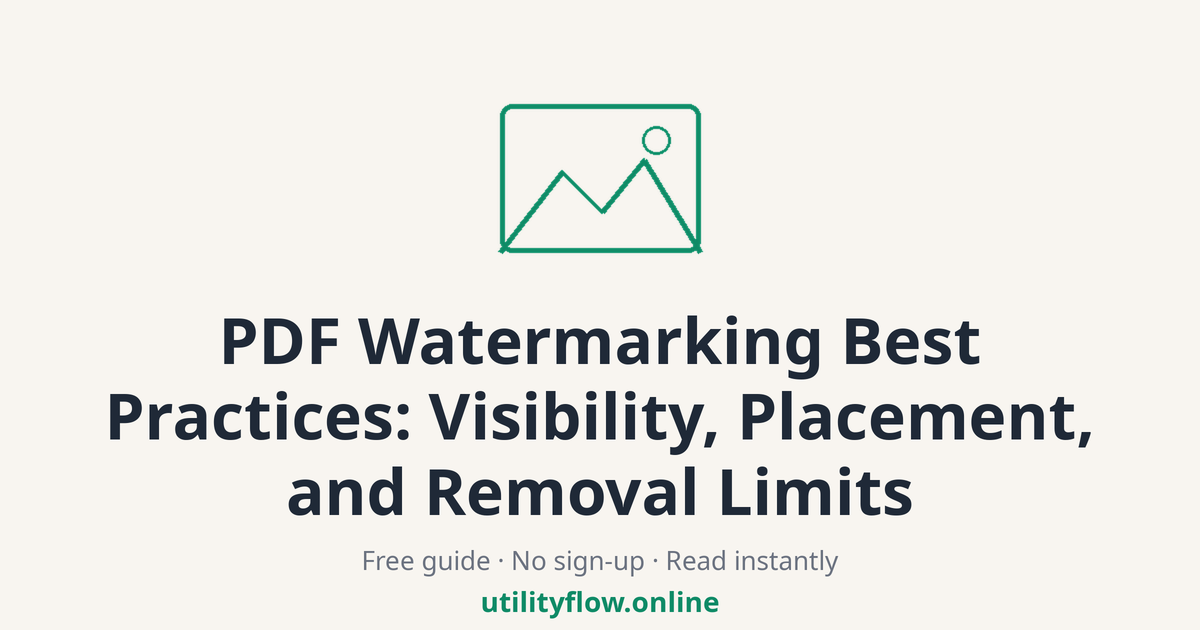 PDF Watermarking Best
Practices: Visibility, Placement,
and Removal Limits
Free guide · No sign-up · Read instantly
utilityflow.online